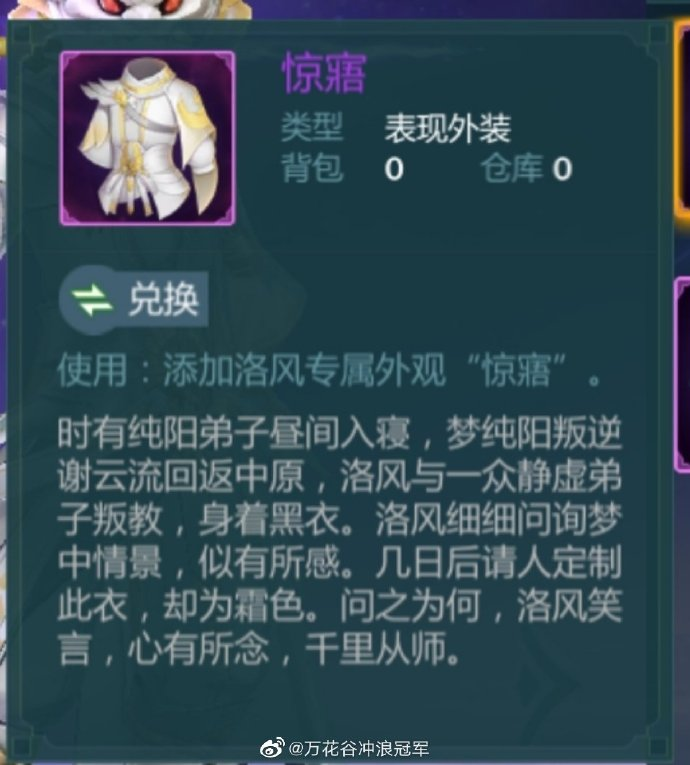 惊寤
类型 表现外装
背包 0 仓库 0
兑换
使用：添加洛风专属外观“惊寤”。
时有纯阳弟子昼间入寝，梦纯阳叛逆
谢云流回返中原，洛风与一众静虚弟
子叛教，身着黑衣。洛风细细问询梦
中情景，似有所感。几日后请人定制
此衣，却为霜色。问之为何，洛风笑
言，心有所念，千里从师。
@万花谷冲浪冠军